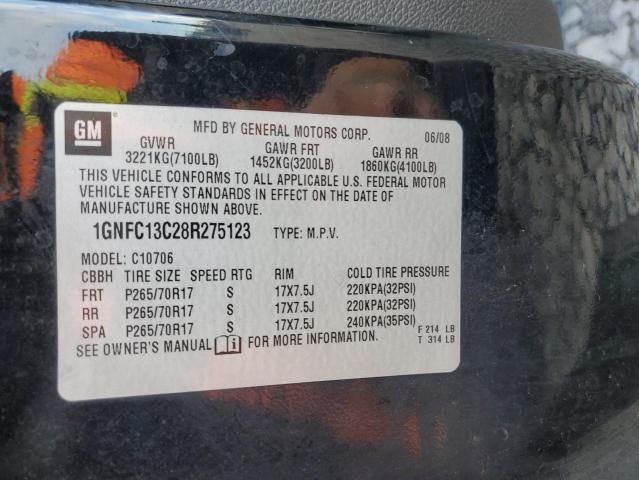 GM
MFD BY GENERAL MOTORS CORP. 06/08
GVWR GAWR FRT GAWR RR
3221KG(7100LB) 1452KG(3200LB) 1860KG(4100LB)
THIS VEHICLE CONFORMS TO ALL APPLICABLE U.S. FEDERAL MOTOR
VEHICLE SAFETY STANDARDS IN EFFECT ON THE DATE OF
MANUFACTURE SHOWN ABOVE.
1GNFC13C28R275123 TYPE: M.P.V.
MODEL: C10706
CBBH TIRE SIZE SPEED RTG RIM COLD TIRE PRESSURE
FRT P265/70R17 S 17X7.5J 220KPA(32PSI)
RR P265/70R17 S 17X7.5J 220KPA(32PSI)
SPA P265/70R17 S 17X7.5J 240KPA(35PSI) F 214 LB
SEE OWNER'S MANUAL i FOR MORE INFORMATION. T 314 LB